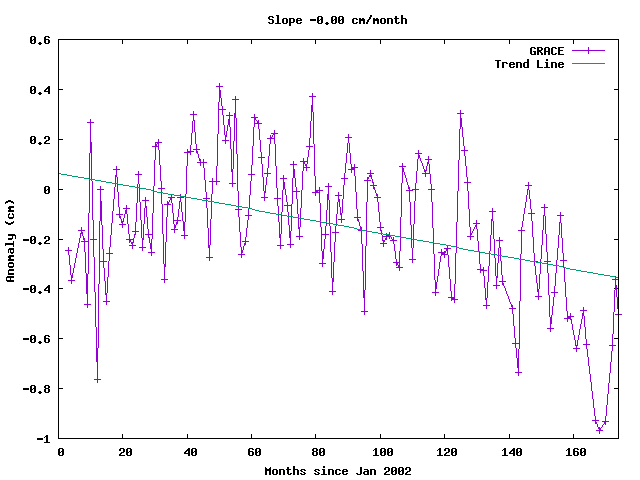 Slope -0.00 cm/month
GRACE
Trend Line
0.6
0.4
0.2
0
-0.2
-0.4
-0.6
-0.8
-1
Anomaly (cm)
0 20 40 60 80 100 120 140 160
Months since Jan 2002